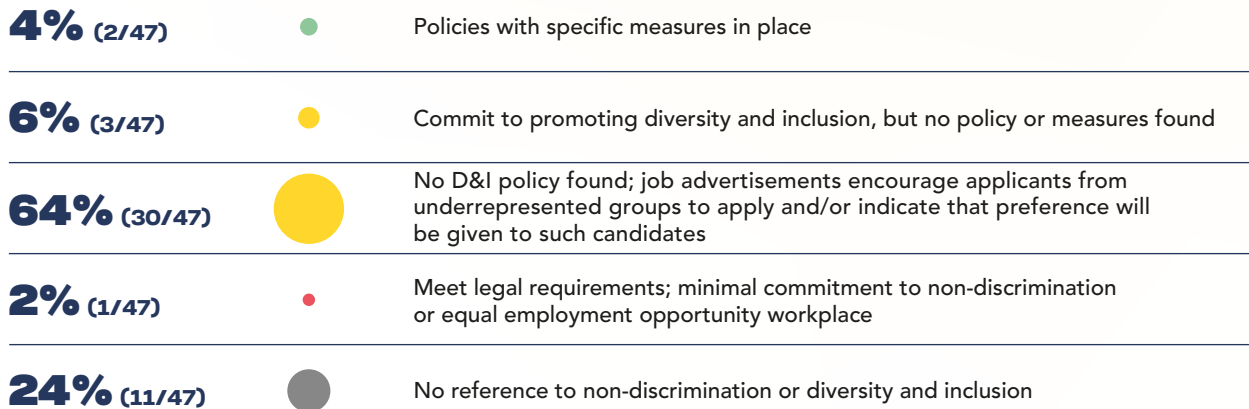 4% (2/47) Policies with specific measures in place
6% (3/47) Commit to promoting diversity and inclusion, but no policy or measures found
64% (30/47) No D&I policy found; job advertisements encourage applicants from
underrepresented groups to apply and/or indicate that preference will
be given to such candidates
2% (1/47) Meet legal requirements; minimal commitment to non-discrimination
or equal employment opportunity workplace
24% (11/47) No reference to non-discrimination or diversity and inclusion